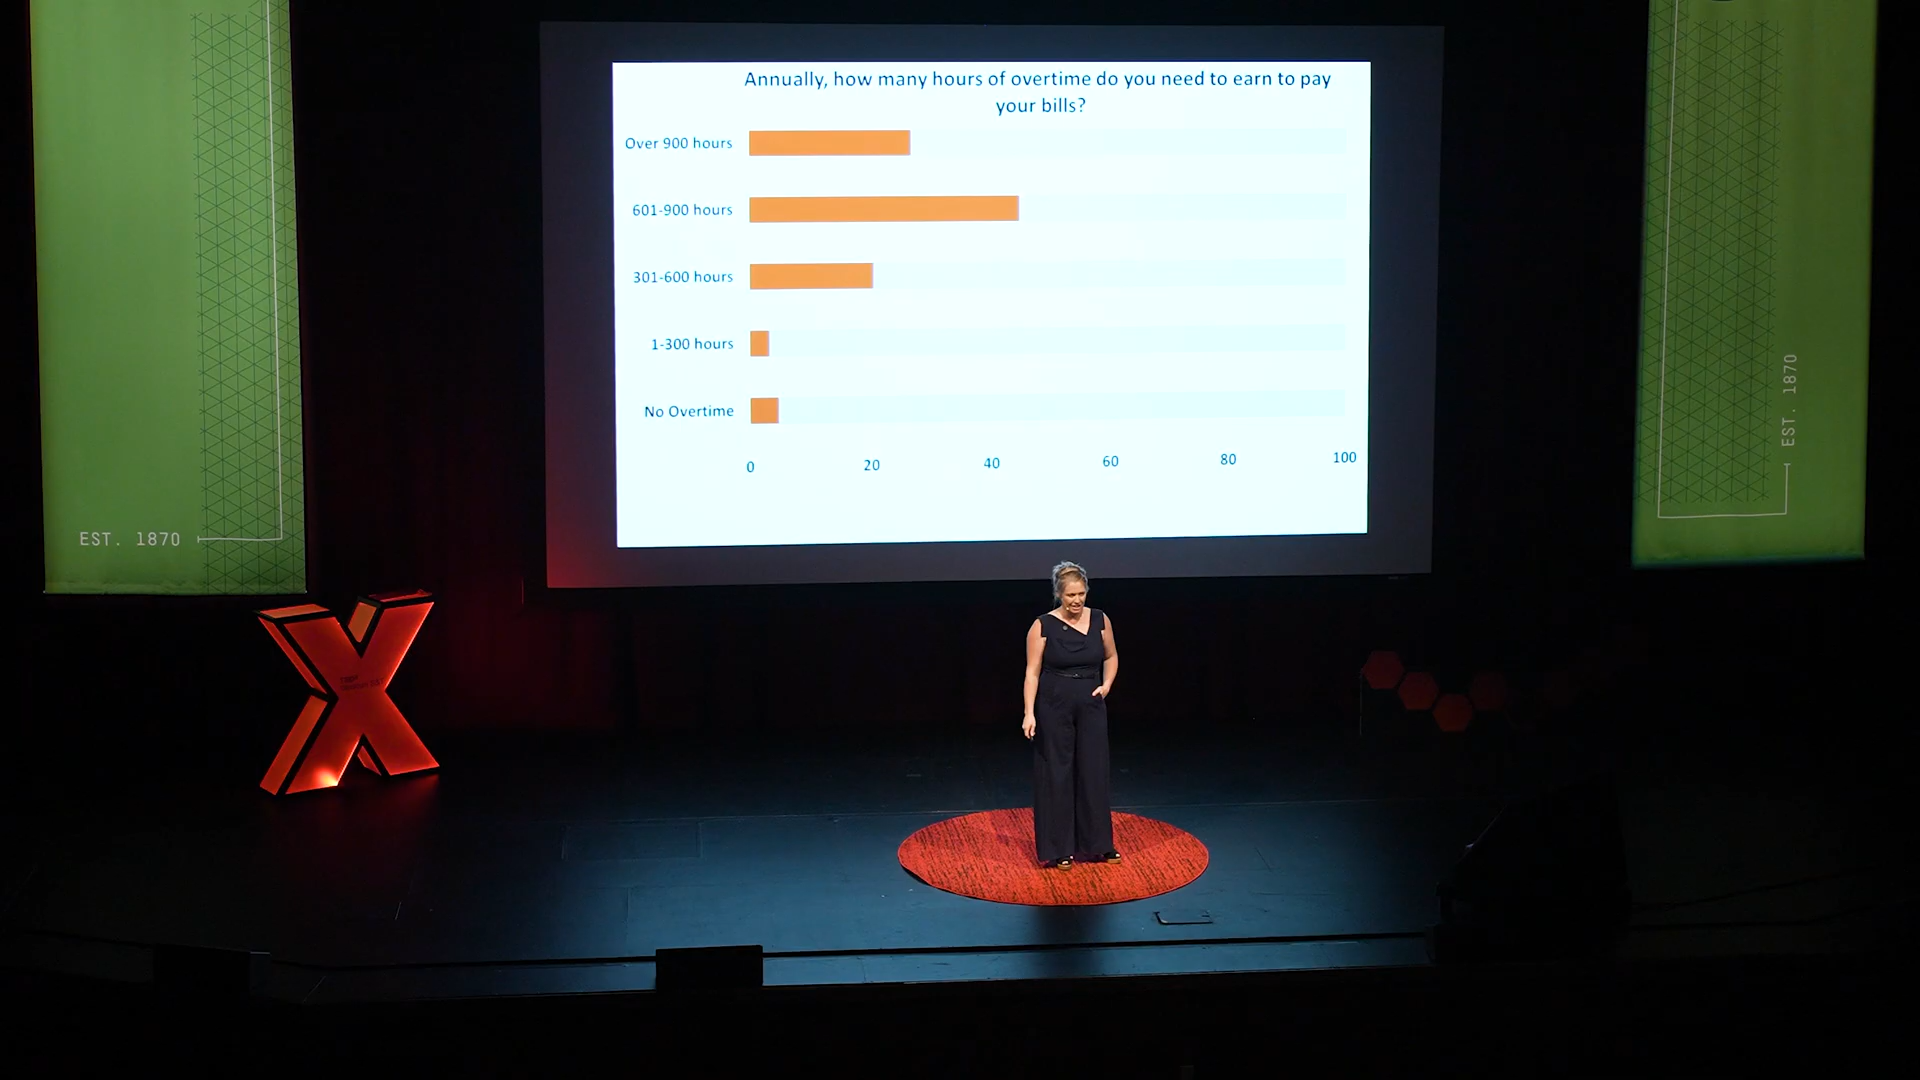 Annually, how many hours of overtime do you need to earn to pay
your bills?
Over 900 hours
601-900 hours
301-600 hours
1-300 hours
No Overtime
0 20 40 60 80 100
EST. 1870
EST. 1870
X